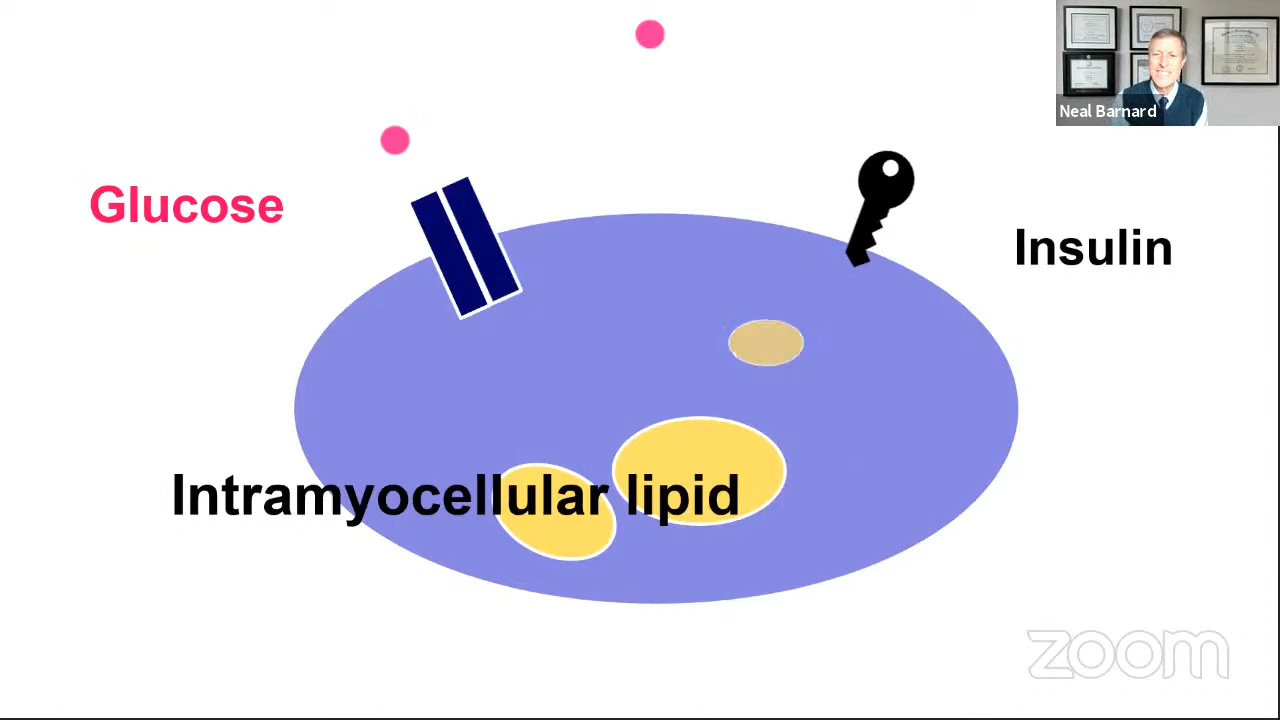 Neal Barnard
Glucose
Insulin
Intramyocellular lipid
zoom